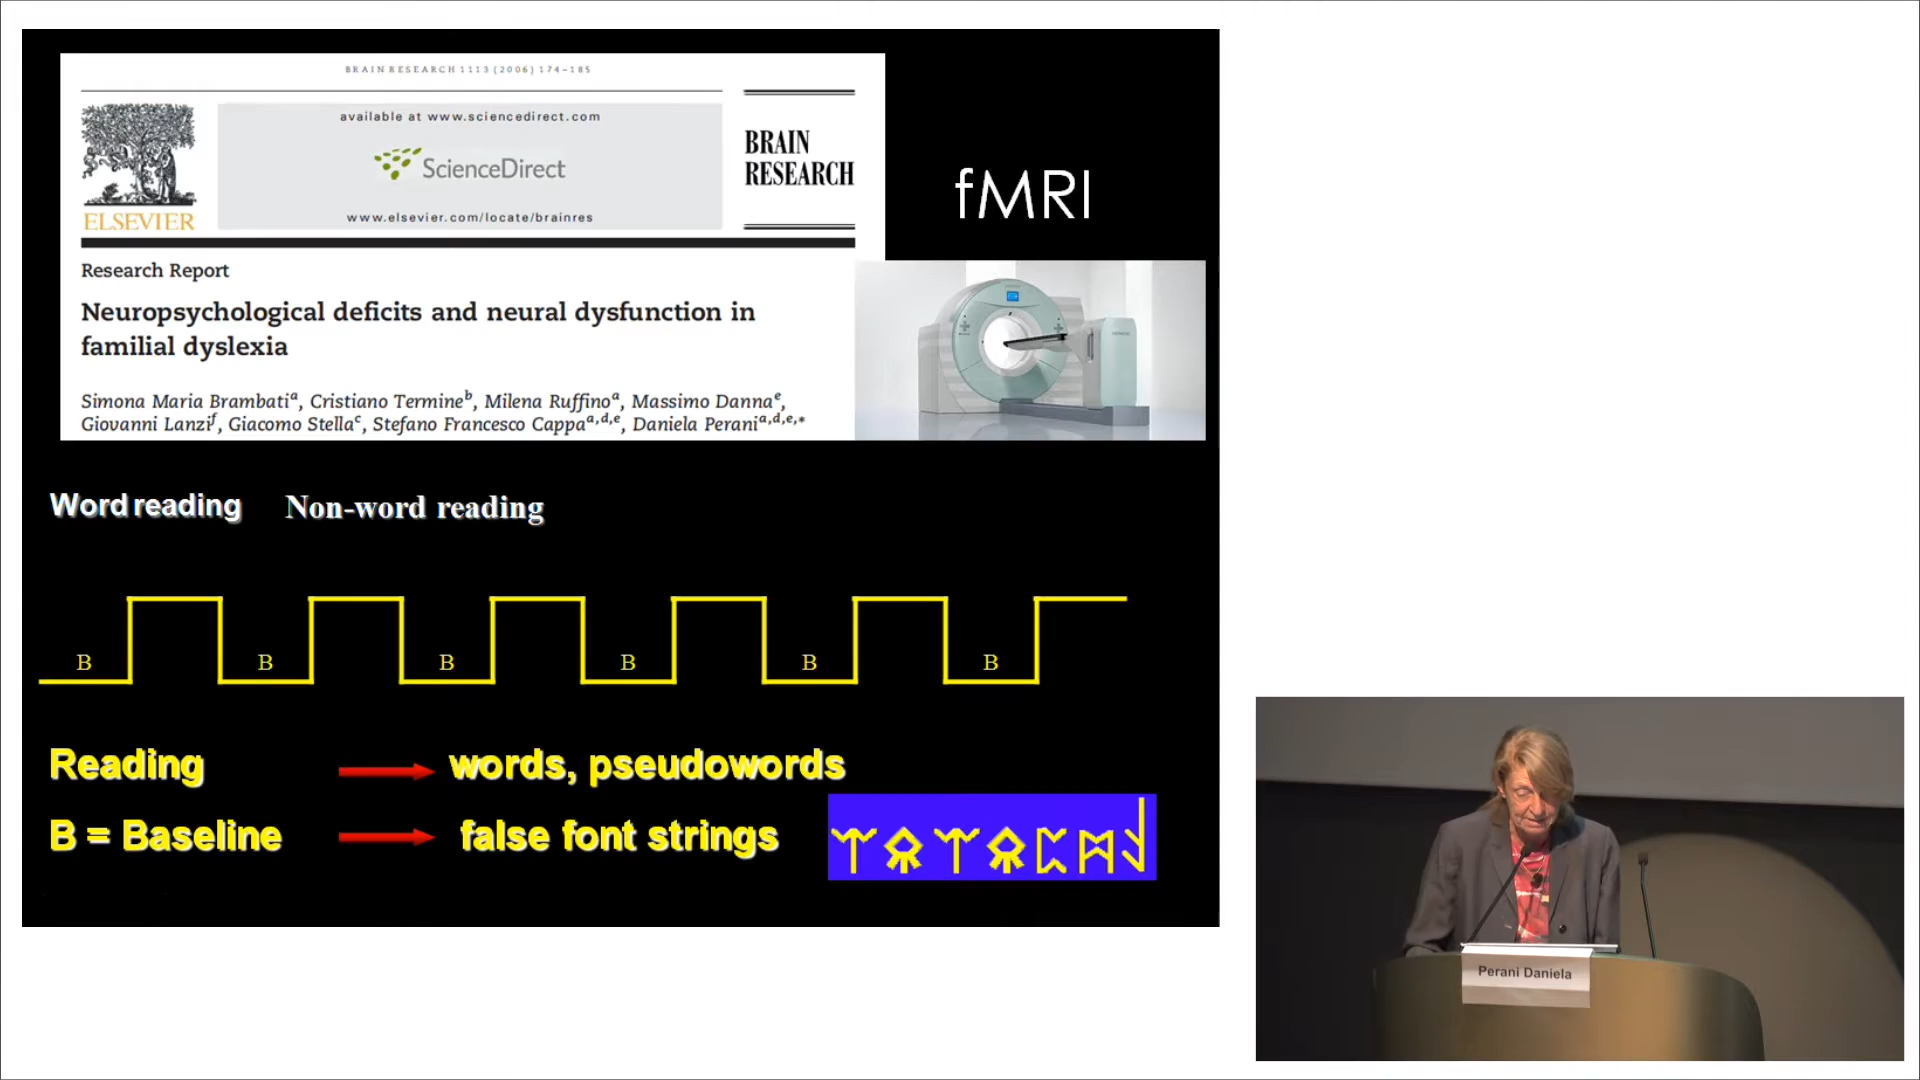 BRAIN RESEARCH 1113 (2006) 174–185
available at www.sciencedirect.com
ScienceDirect
www.elsevier.com/locate/brainres
ELSEVIER
BRAIN
RESEARCH
fMRI
Research Report
Neuropsychological deficits and neural dysfunction in
familial dyslexia
Simona Maria Brambatiᵃ, Cristiano Termineᵇ, Milena Ruffinoᵃ, Massimo Dannaᵉ,
Giovanni Lanziᶠ, Giacomo Stellaᶜ, Stefano Francesco Cappaᵃ,ᵈ,ᵉ, Daniela Peraniᵃ,ᵈ,ᵉ,*
Word reading Non-word reading
B B B B B B
Reading words, pseudowords
B = Baseline false font strings
Perani Daniela